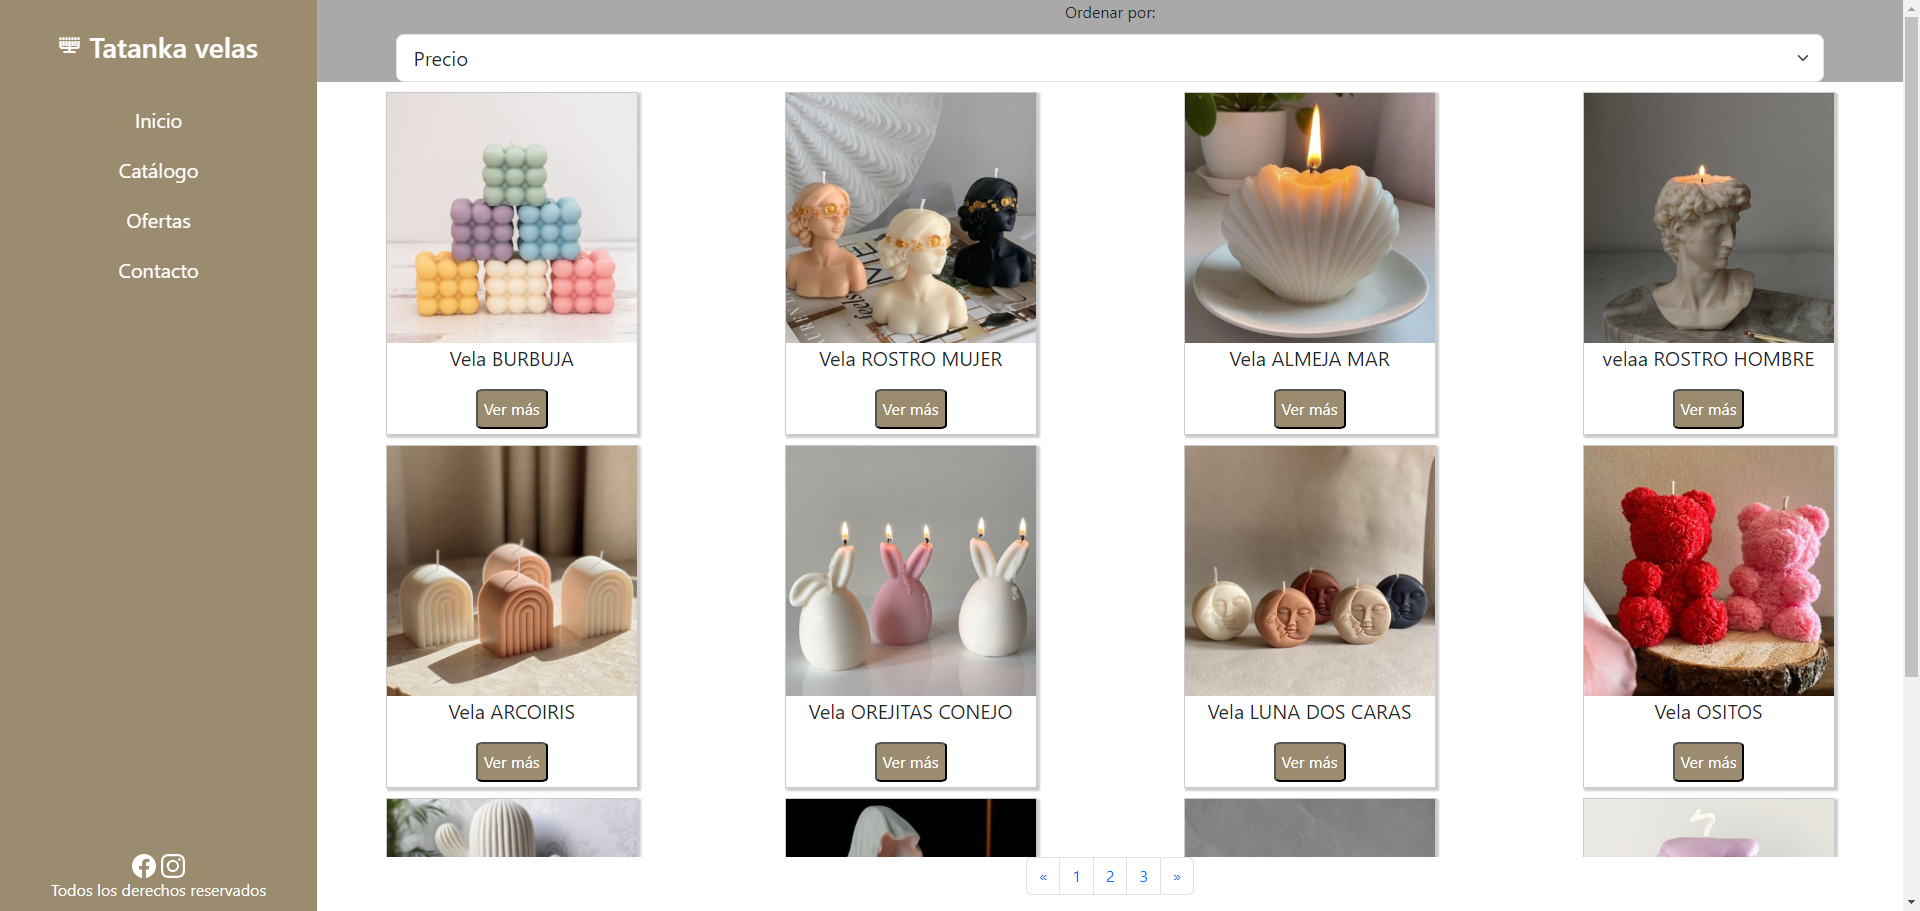 Tatanka velas
Inicio
Catálogo
Ofertas
Contacto
Todos los derechos reservados
Ordenar por:
Precio
Vela BURBUJA
Ver más
Vela ROSTRO MUJER
Ver más
Vela ALMEJA MAR
Ver más
velaa ROSTRO HOMBRE
Ver más
Vela ARCOIRIS
Ver más
Vela OREJITAS CONEJO
Ver más
Vela LUNA DOS CARAS
Ver más
Vela OSITOS
Ver más
« 1 2 3 »